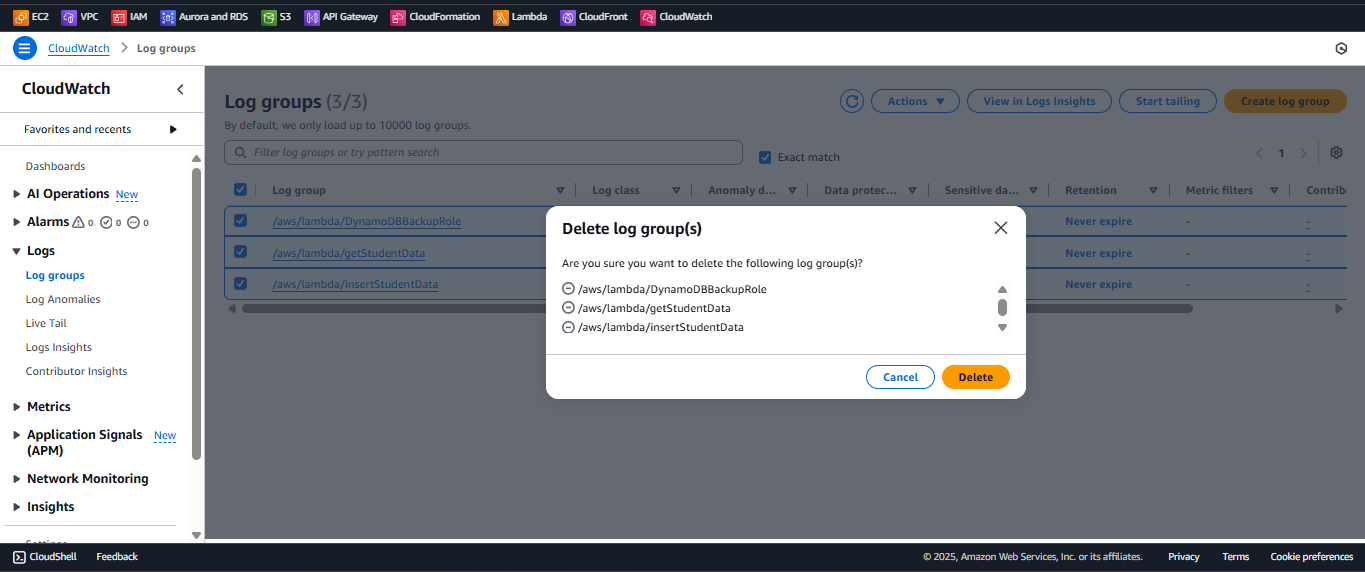 EC2 VPC IAM Aurora and RDS S3 API Gateway CloudFormation Lambda CloudFront CloudWatch
CloudWatch > Log groups
CloudWatch
Favorites and recents
Dashboards
AI Operations New
Alarms 0 0 0
Logs
Log groups
Log Anomalies
Live Tail
Logs Insights
Contributor Insights
Metrics
Application Signals New
(APM)
Network Monitoring
Insights
Log groups (3/3)
Actions View in Logs Insights Start tailing Create log group
By default, we only load up to 10000 log groups.
Filter log groups or try pattern search Exact match 1
Log group Log class Anomaly d... Data protec... Sensitive da... Retention Metric filters Contrib
/aws/lambda/DynamoDBBackupRole Never expire - -
/aws/lambda/getStudentData Never expire - -
/aws/lambda/insertStudentData Never expire - -
Delete log group(s)
Are you sure you want to delete the following log group(s)?
/aws/lambda/DynamoDBBackupRole
/aws/lambda/getStudentData
/aws/lambda/insertStudentData
Cancel Delete
CloudShell Feedback © 2025, Amazon Web Services, Inc. or its affiliates. Privacy Terms Cookie preferences